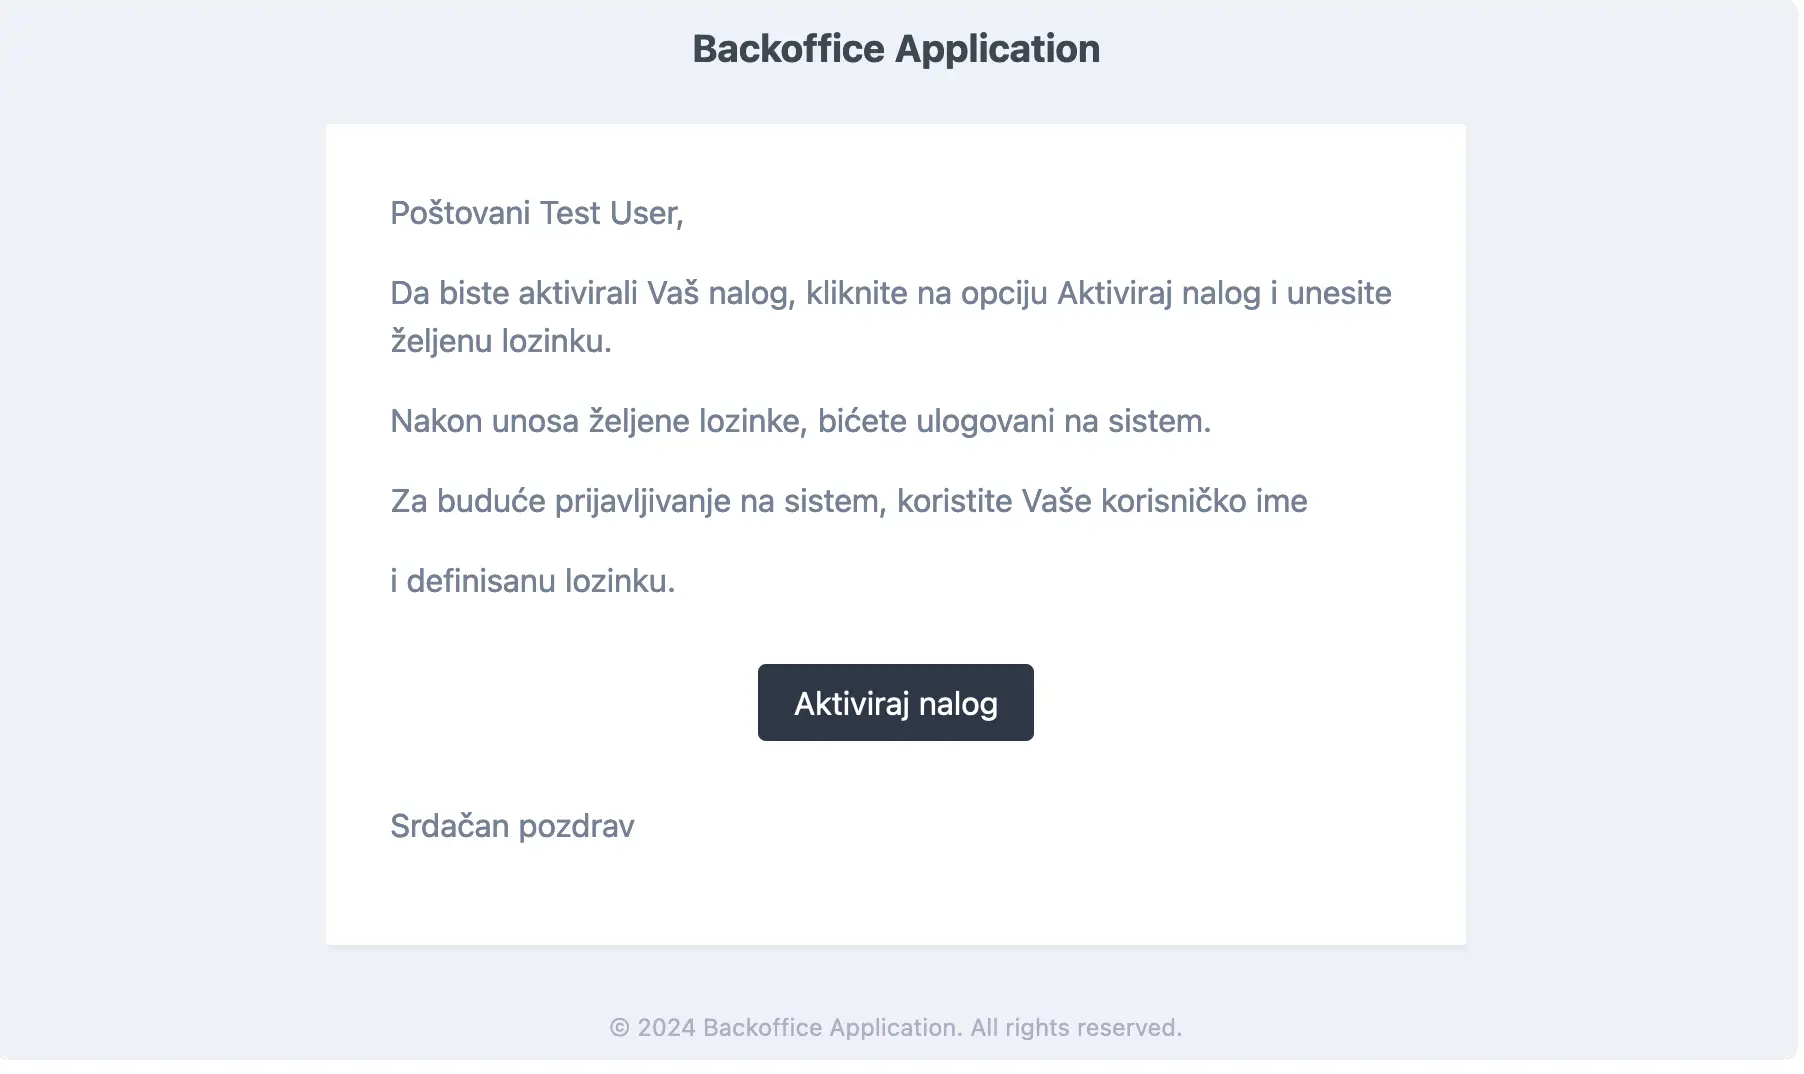 Backoffice Application
Poštovani Test User,
Da biste aktivirali Vaš nalog, kliknite na opciju Aktiviraj nalog i unesite
željenu lozinku.
Nakon unosa željene lozinke, bićete ulogovani na sistem.
Za buduće prijavljivanje na sistem, koristite Vaše korisničko ime
i definisanu lozinku.
Aktiviraj nalog
Srdačan pozdrav
© 2024 Backoffice Application. All rights reserved.